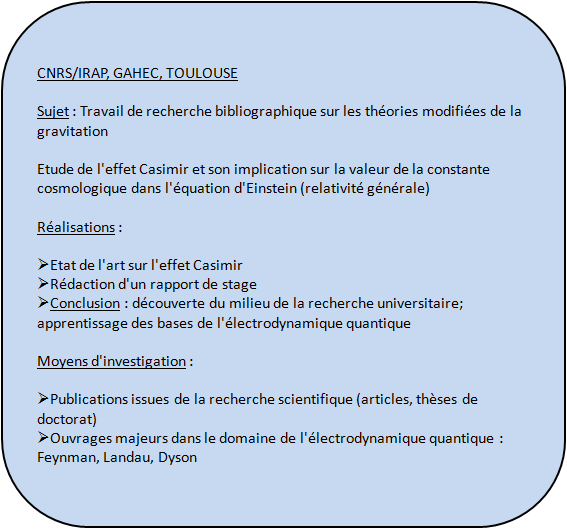 CNRS/IRAP, GAHEC, TOULOUSE
Sujet : Travail de recherche bibliographique sur les théories modifiées de la
gravitation
Etude de l'effet Casimir et son implication sur la valeur de la constante
cosmologique dans l'équation d'Einstein (relativité générale)
Réalisations :
➢Etat de l'art sur l'effet Casimir
➢Rédaction d'un rapport de stage
➢Conclusion : découverte du milieu de la recherche universitaire;
apprentissage des bases de l'électrodynamique quantique
Moyens d'investigation :
➢Publications issues de la recherche scientifique (articles, thèses de
doctorat)
➢Ouvrages majeurs dans le domaine de l'électrodynamique quantique :
Feynman, Landau, Dyson